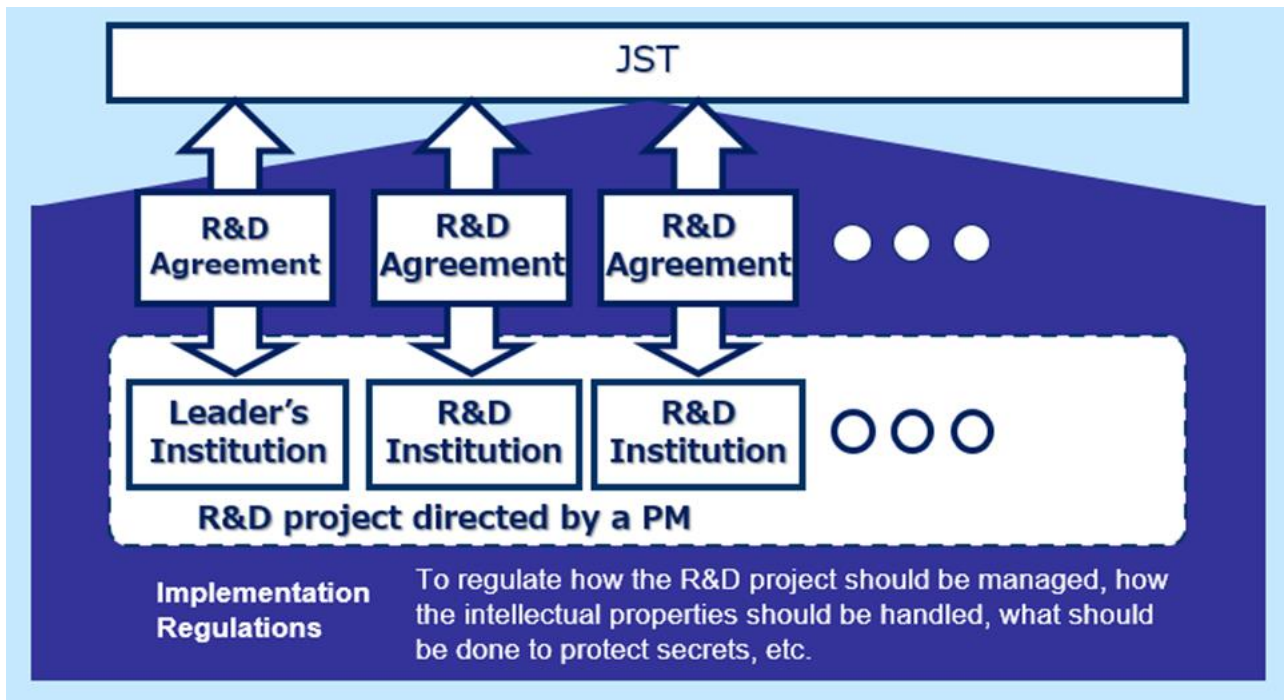 JST
R&D
Agreement
R&D
Agreement
R&D
Agreement
Leader's
Institution
R&D
Institution
R&D
Institution
R&D project directed by a PM
Implementation
Regulations
To regulate how the R&D project should be managed, how
the intellectual properties should be handled, what should
be done to protect secrets, etc.